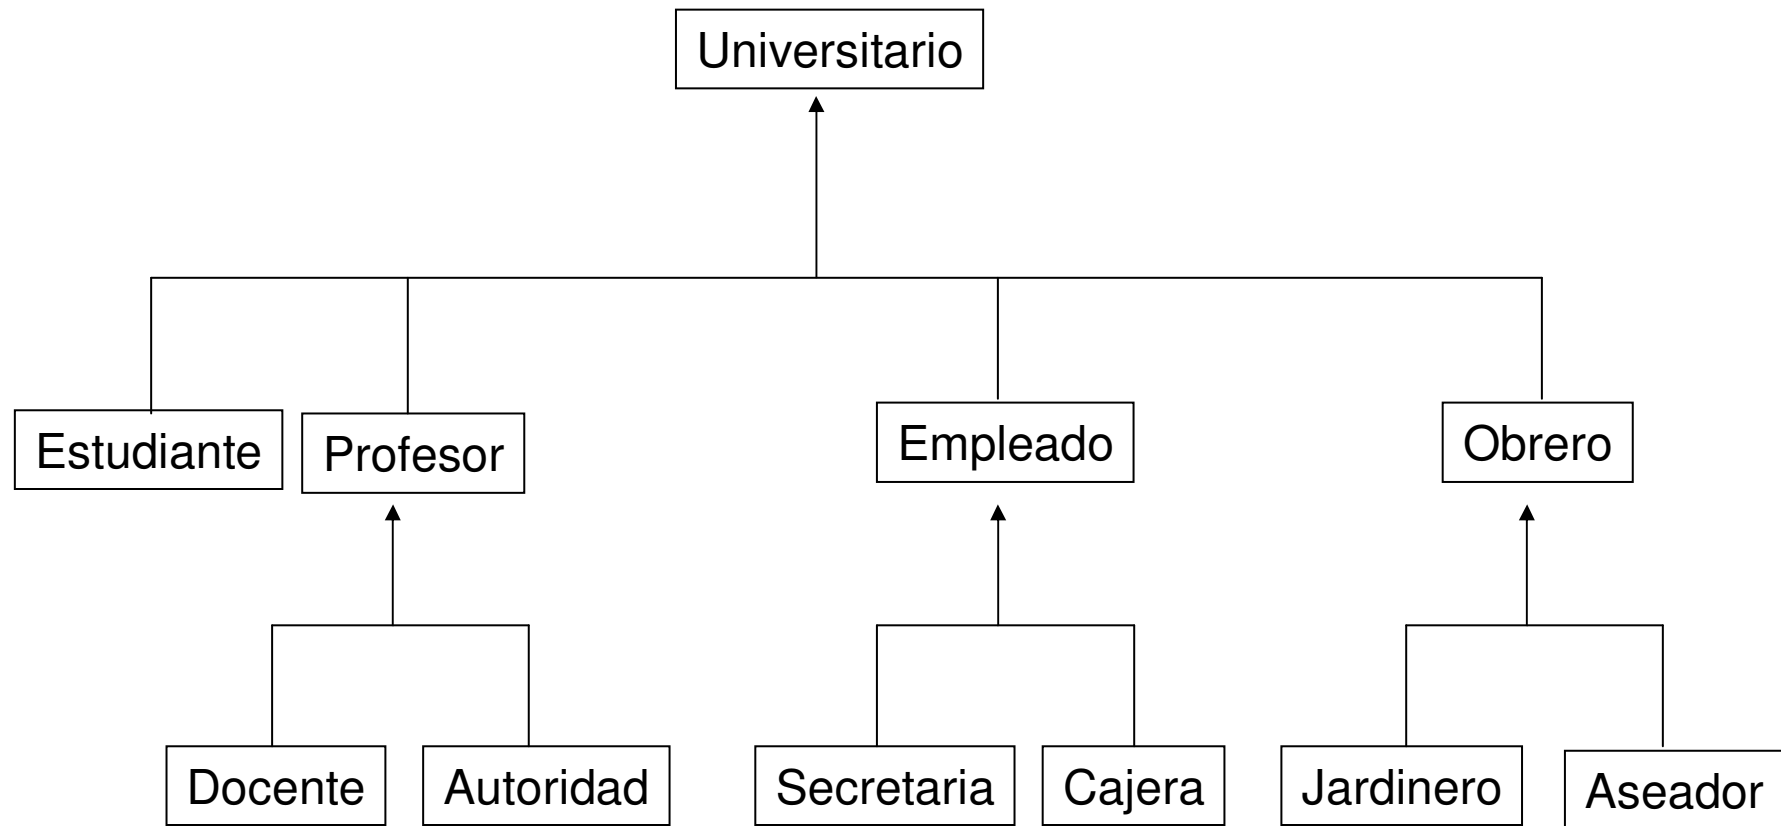 Universitario
Estudiante
Profesor
Empleado
Obrero
Docente
Autoridad
Secretaria
Cajera
Jardinero
Aseador